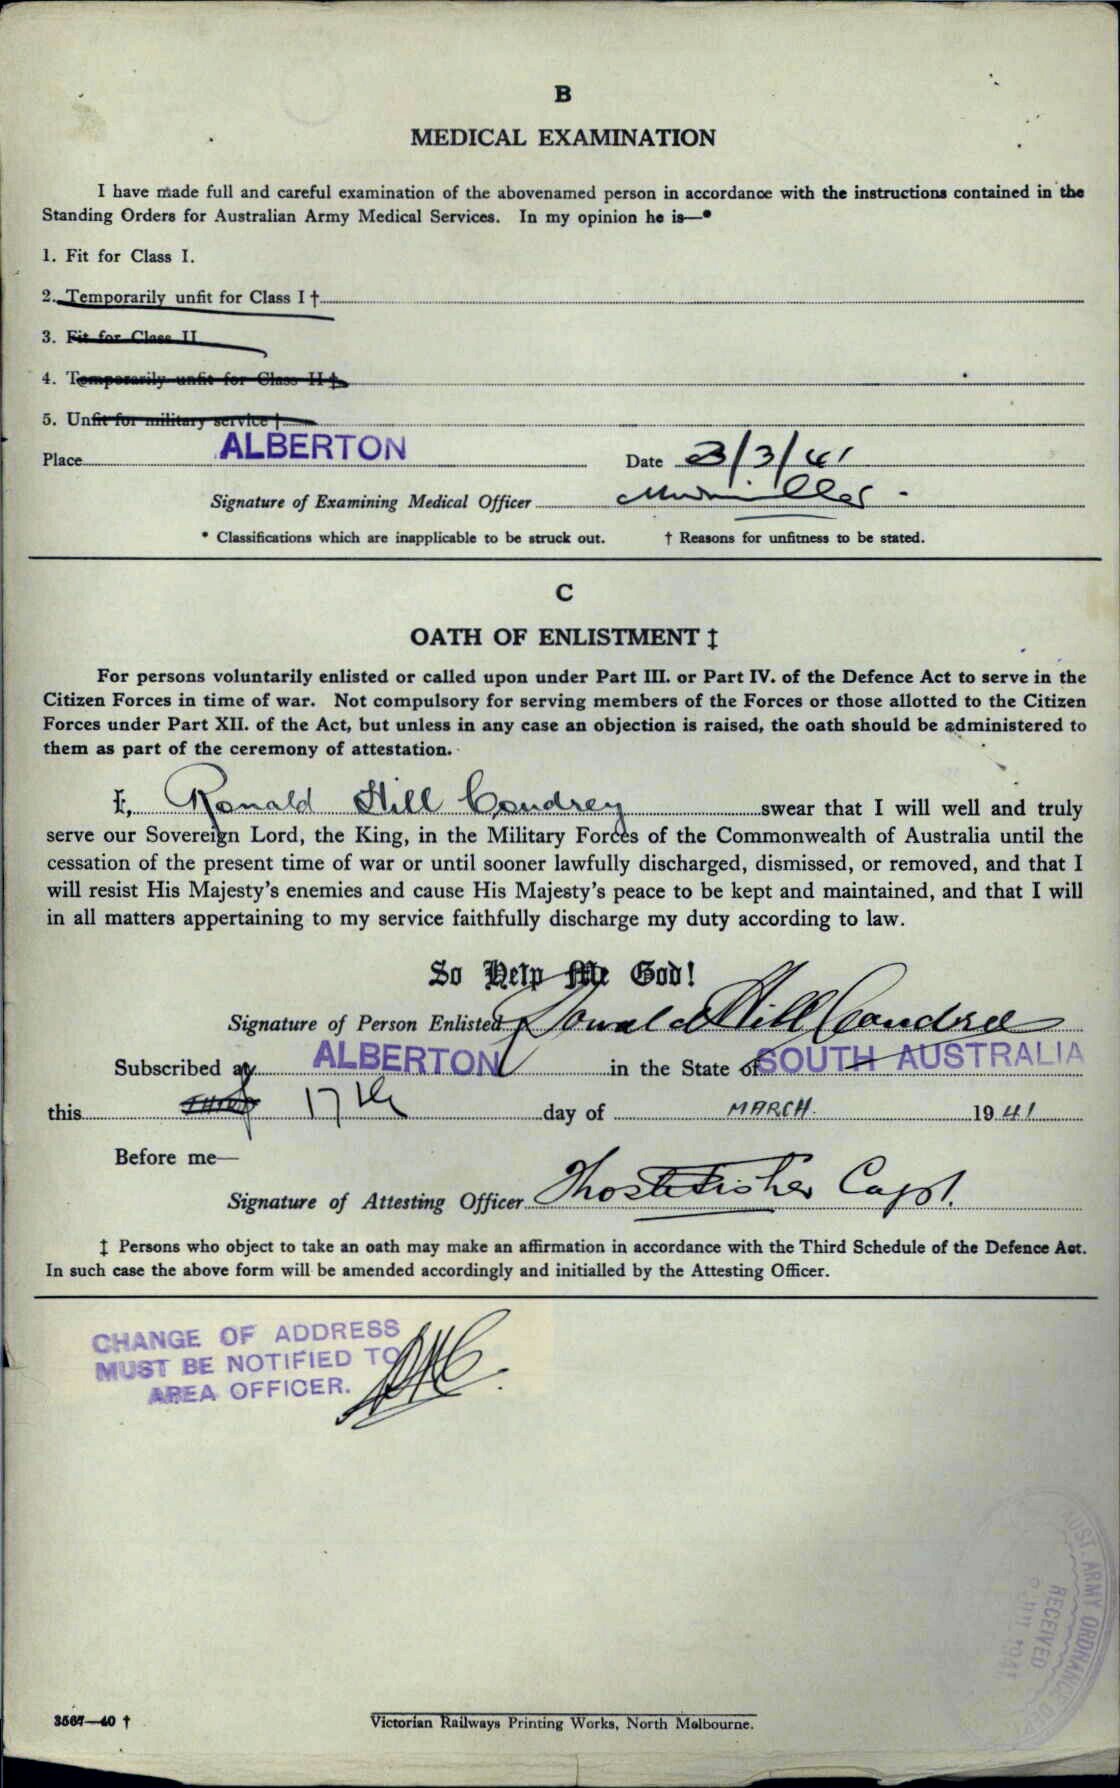 B
MEDICAL EXAMINATION
I have made full and careful examination of the abovenamed person in accordance with the instructions contained in the
Standing Orders for Australian Army Medical Services. In my opinion he is—*
1. Fit for Class I.
2. Temporarily unfit for Class I †
3. Fit for Class II
4. Temporarily unfit for Class II †
5. Unfit for military service †
Place ALBERTON Date 3/3/41
Signature of Examining Medical Officer
* Classifications which are inapplicable to be struck out. † Reasons for unfitness to be stated.
C
OATH OF ENLISTMENT ‡
For persons voluntarily enlisted or called upon under Part III. or Part IV. of the Defence Act to serve in the
Citizen Forces in time of war. Not compulsory for serving members of the Forces or those allotted to the Citizen
Forces under Part XII. of the Act, but unless in any case an objection is raised, the oath should be administered to
them as part of the ceremony of attestation.
I, Ronald Hill Coudrey swear that I will well and truly
serve our Sovereign Lord, the King, in the Military Forces of the Commonwealth of Australia until the
cessation of the present time of war or until sooner lawfully discharged, dismissed, or removed, and that I
will resist His Majesty's enemies and cause His Majesty's peace to be kept and maintained, and that I will
in all matters appertaining to my service faithfully discharge my duty according to law.
So Help Me God!
Signature of Person Enlisted Ronald Hill Coudrey
Subscribed at ALBERTON in the State of SOUTH AUSTRALIA
this 17th day of MARCH. 1941
Before me—
Signature of Attesting Officer Fisher Capt.
‡ Persons who object to take an oath may make an affirmation in accordance with the Third Schedule of the Defence Act.
In such case the above form will be amended accordingly and initialled by the Attesting Officer.
CHANGE OF ADDRESS
MUST BE NOTIFIED TO
AREA OFFICER. RHC.
AUST. ARMY ORDNANCE
RECEIVED
JUL 1941
3567—40 †
Victorian Railways Printing Works, North Melbourne.